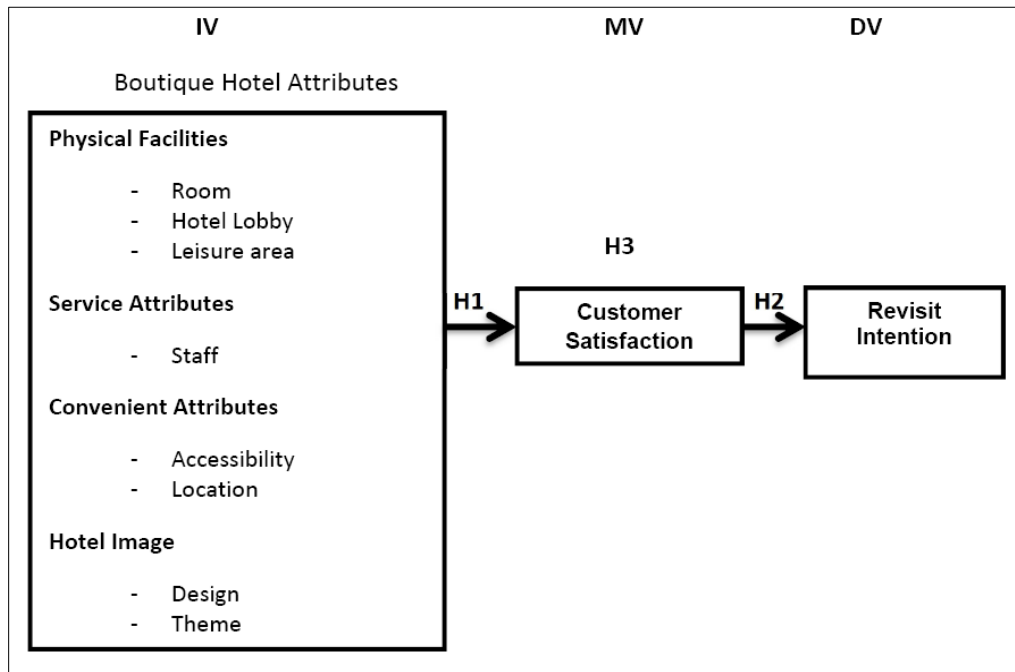 IV MV DV
Boutique Hotel Attributes
Physical Facilities
- Room
- Hotel Lobby
- Leisure area
Service Attributes
- Staff
Convenient Attributes
- Accessibility
- Location
Hotel Image
- Design
- Theme
H1
H3
Customer
Satisfaction
H2
Revisit
Intention